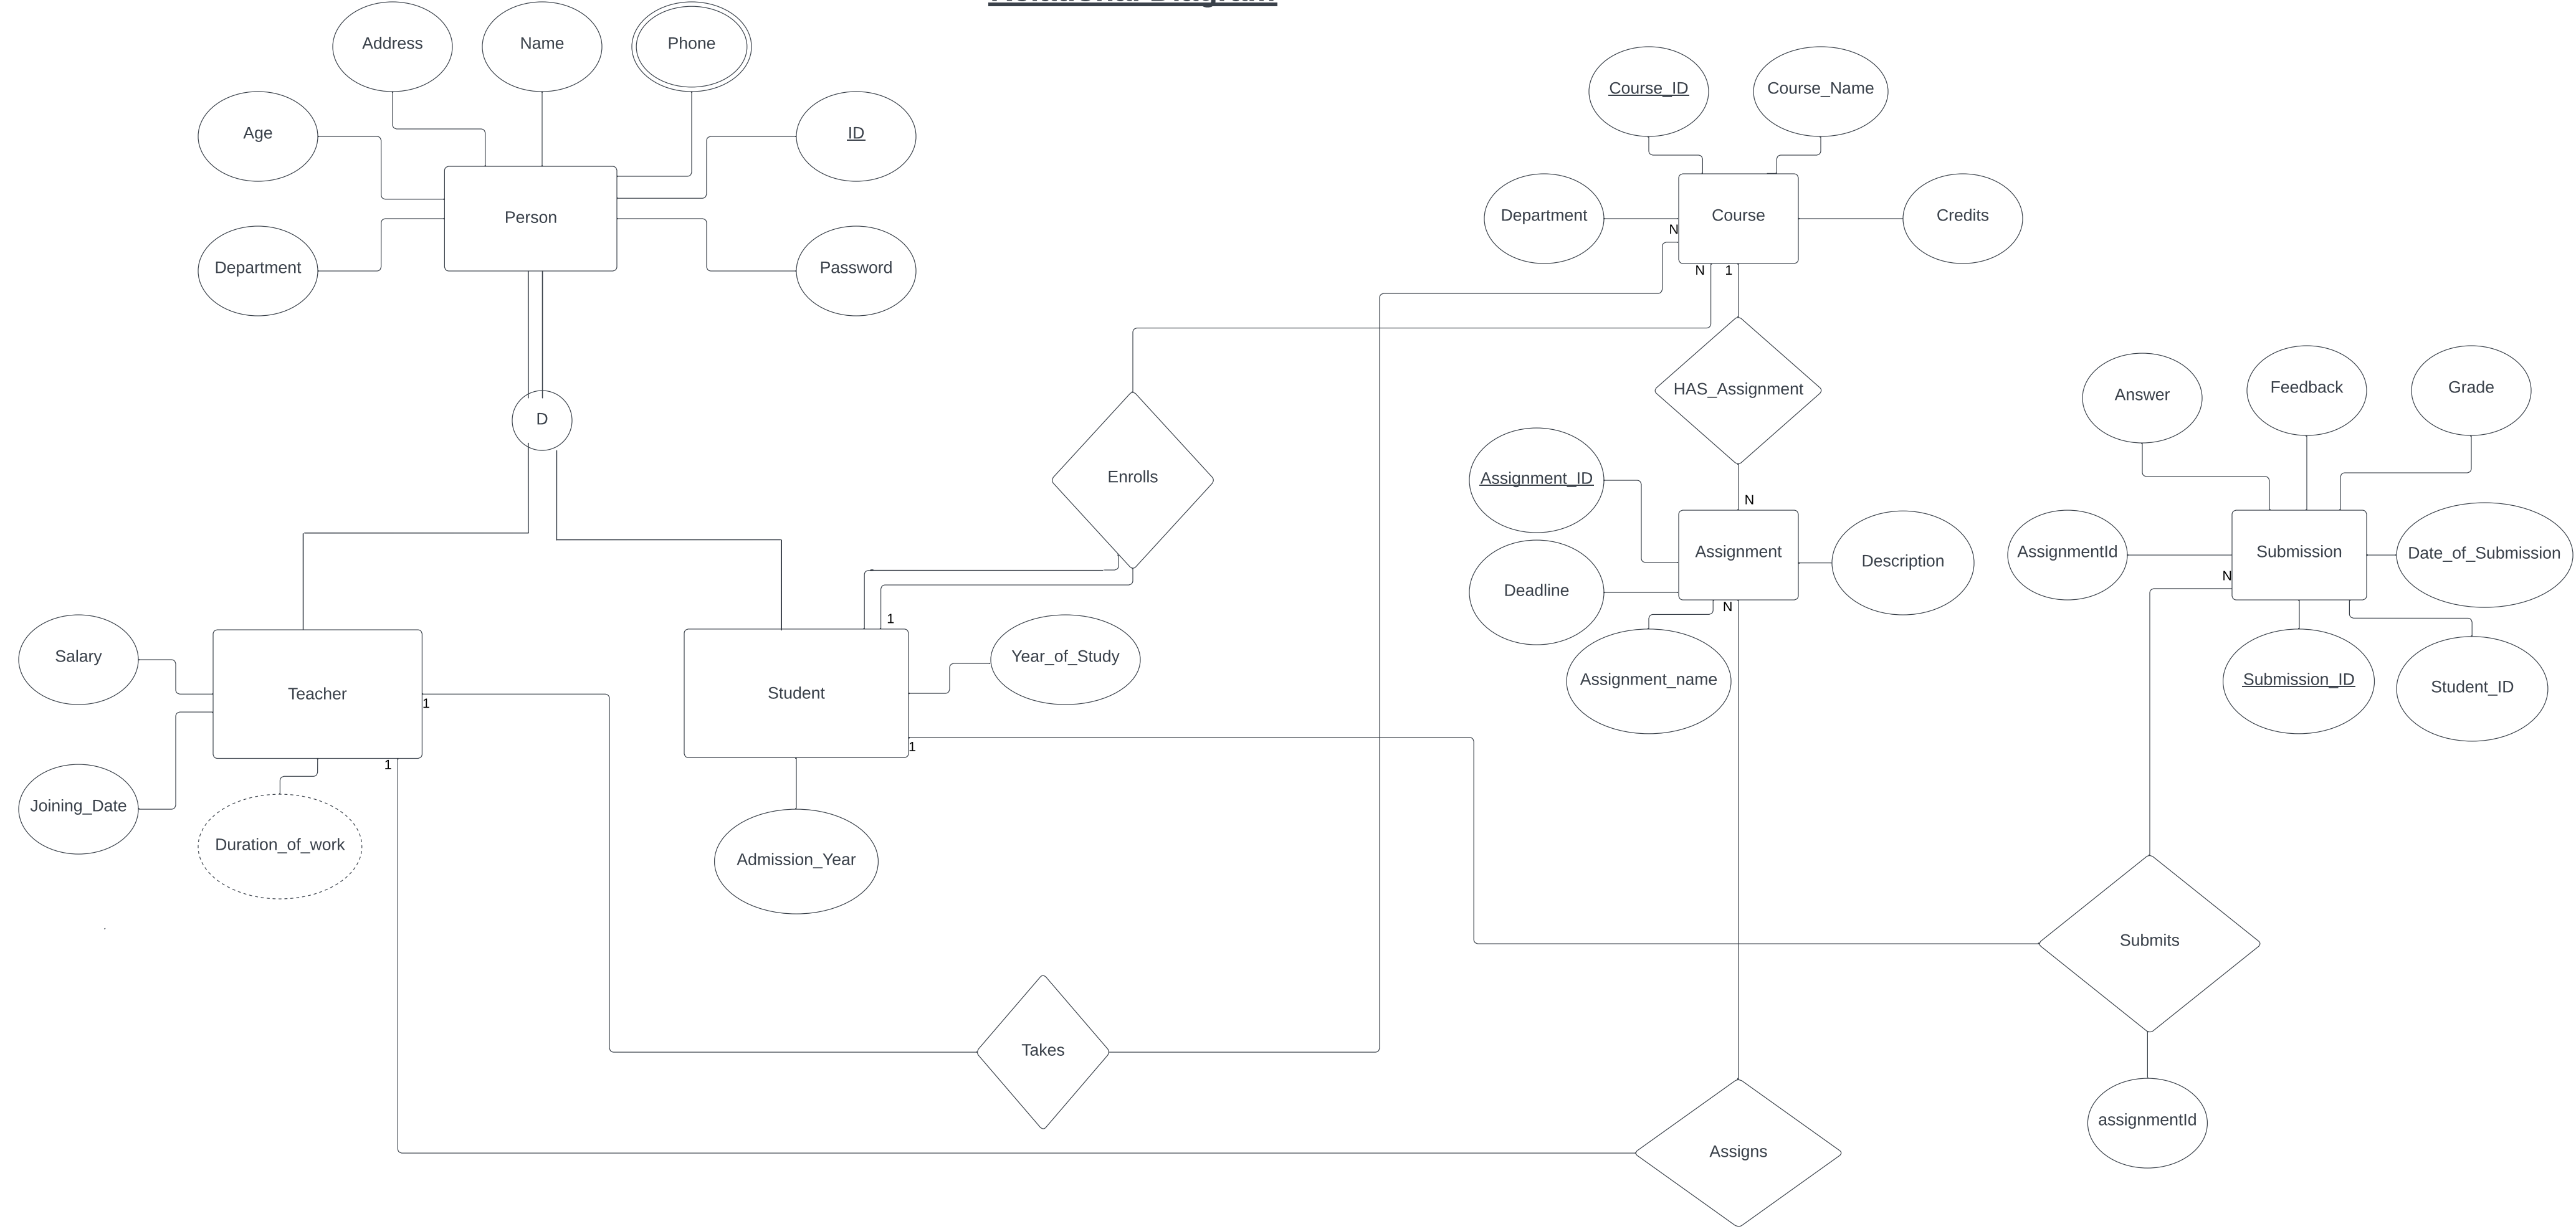 Relational Diagram
Address
Name
Phone
Age
ID
Person
Department
Password
D
Course_ID
Course_Name
Department
Course
Credits
N
N
1
HAS_Assignment
Enrolls
Answer
Feedback
Grade
Assignment_ID
N
Assignment
Description
Deadline
N
Assignment_name
AssignmentId
Submission
Date_of_Submission
N
Submission_ID
Student_ID
Salary
Teacher
1
Joining_Date
1
Duration_of_work
1
Student
Year_of_Study
1
Admission_Year
Submits
Takes
assignmentId
Assigns